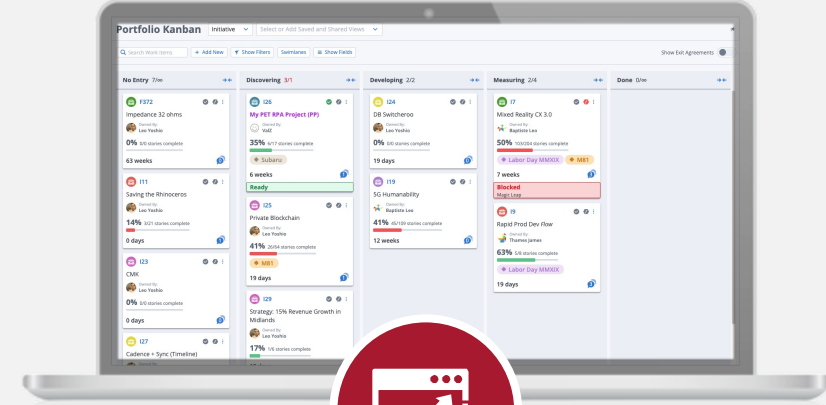 Portfolio Kanban Initiative Select or Add Saved and Shared Views
Search Work Items + Add New Show Filters Swimlanes Show Fields Show Exit Agreements
No Entry 7/∞
F372
Impedance 32 ohms
Owned By
Leo Yoshio
0% 0/0 stories complete
63 weeks
I11
Saving the Rhinoceros
Owned By
Leo Yoshio
14% 3/21 stories complete
0 days
I23
CMK
Owned By
Leo Yoshio
0% 0/0 stories complete
0 days
I27
Cadence + Sync (Timeline)
Discovering 3/1
I26
My PET RPA Project (PP)
Owned By
ValZ
35% 6/17 stories complete
Subaru
6 weeks
Ready
I25
Private Blockchain
Owned By
Leo Yoshio
41% 26/64 stories complete
MB1
19 days
I29
Strategy: 15% Revenue Growth in
Midlands
Owned By
Leo Yoshio
17% 1/6 stories complete
Developing 2/2
I24
DB Switcheroo
Owned By
Leo Yoshio
0% 0/0 stories complete
19 days
I19
5G Humanability
Owned By
Baptiste Leo
41% 45/109 stories complete
12 weeks
Measuring 2/4
I7
Mixed Reality CX 3.0
Owned By
Baptiste Leo
50% 103/204 stories complete
Labor Day MMXIX MB1
7 weeks
Blocked
Magic Leap
I9
Rapid Prod Dev Flow
Owned By
Thames James
63% 5/8 stories complete
Labor Day MMXIX
19 days
Done 0/∞